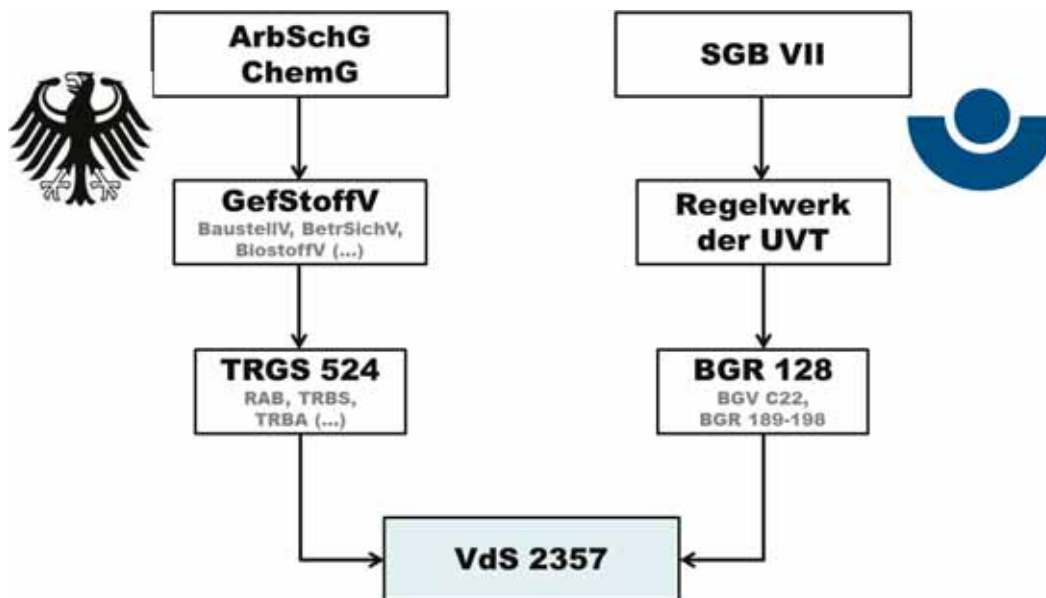 ArbSchG
ChemG
SGB VII
GefStoffV
BaustellV, BetrSichV,
BiostoffV (...)
Regelwerk
der UVT
TRGS 524
RAB, TRBS,
TRBA (...)
BGR 128
BGV C22,
BGR 189-198
VdS 2357